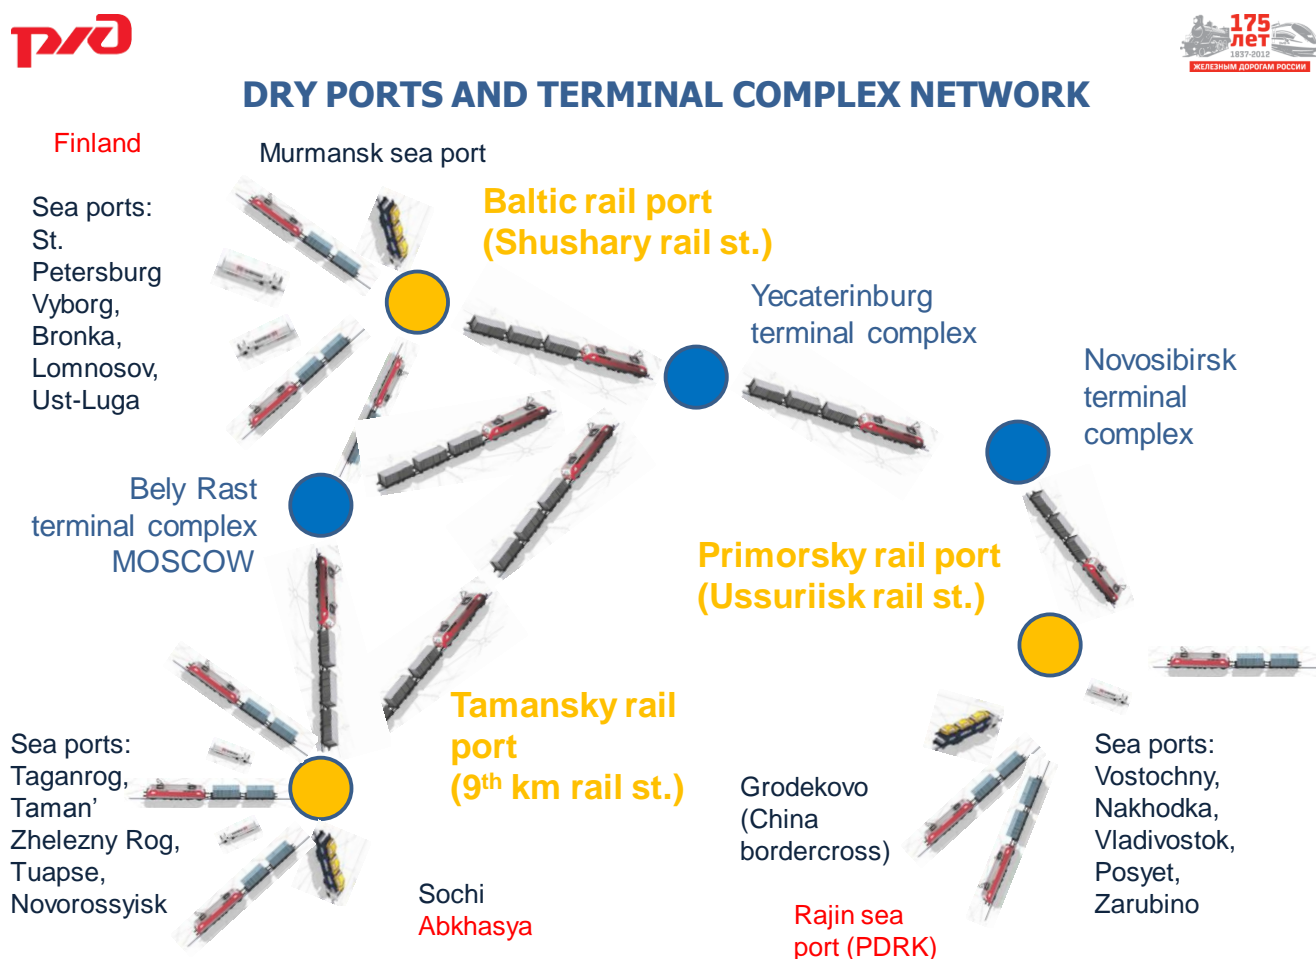 ржд
175
лет
1837-2012
ЖЕЛЕЗНЫМ ДОРОГАМ РОССИИ
DRY PORTS AND TERMINAL COMPLEX NETWORK
Finland
Murmansk sea port
Sea ports:
St.
Petersburg
Vyborg,
Bronka,
Lomnosov,
Ust-Luga
Baltic rail port
(Shushary rail st.)
Yecaterinburg
terminal complex
Novosibirsk
terminal
complex
Bely Rast
terminal complex
MOSCOW
Primorsky rail port
(Ussuriisk rail st.)
Tamansky rail
port
(9th km rail st.)
Sea ports:
Taganrog,
Taman’
Zhelezny Rog,
Tuapse,
Novorossyisk
Sochi
Abkhasya
Grodekovo
(China
bordercross)
Rajin sea
port (PDRK)
Sea ports:
Vostochny,
Nakhodka,
Vladivostok,
Posyet,
Zarubino